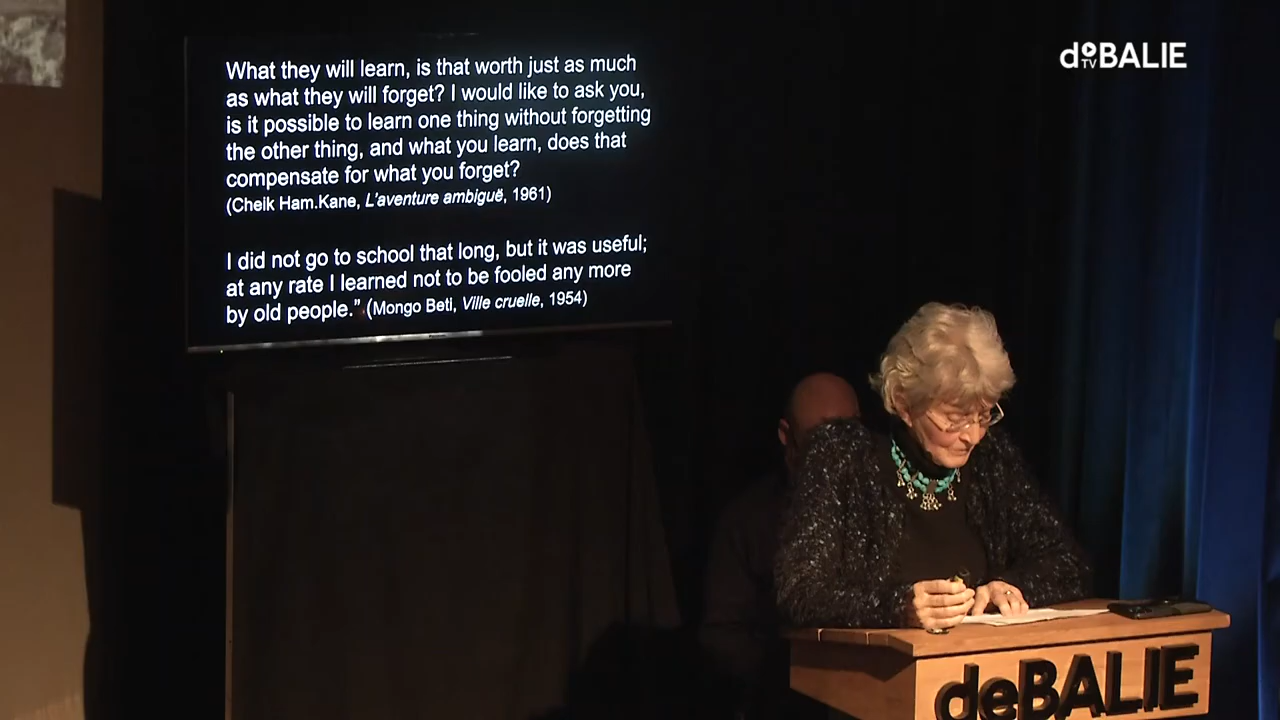 What they will learn, is that worth just as much
as what they will forget? I would like to ask you,
is it possible to learn one thing without forgetting
the other thing, and what you learn, does that
compensate for what you forget?
(Cheik Ham.Kane, L'aventure ambiguë, 1961)
I did not go to school that long, but it was useful;
at any rate I learned not to be fooled any more
by old people.” (Mongo Beti, Ville cruelle, 1954)
deBALIE
TV
deBALIE